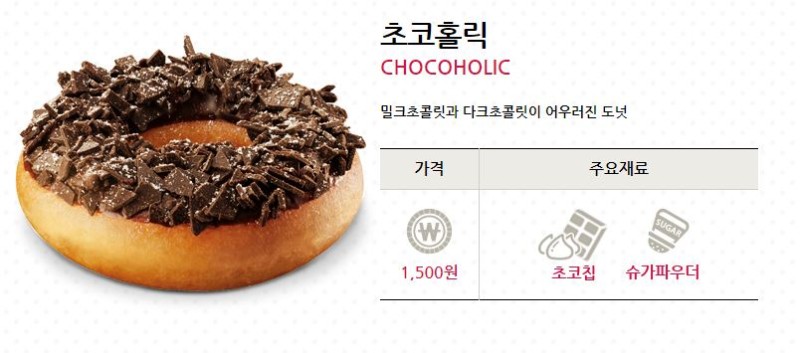 초코홀릭
CHOCOHOLIC
밀크초콜릿과 다크초콜릿이 어우러진 도넛
가격 주요재료
₩ SUGAR
1,500원 초코칩 슈가파우더